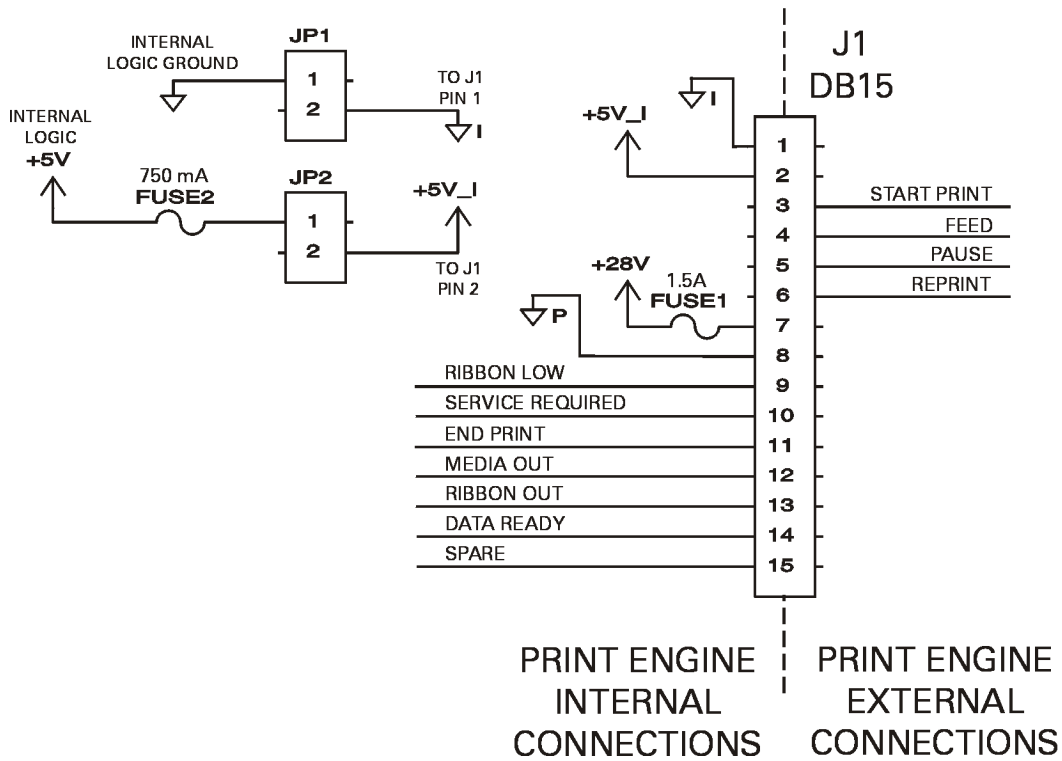 INTERNAL
LOGIC GROUND
JP1
1
2
TO J1
PIN 1
I
INTERNAL
LOGIC
+5V
750 mA
FUSE2
JP2
1
2
+5V_I
TO J1
PIN 2
J1
DB15
I
+5V_I
+28V
1.5A
FUSE1
P
1
2
3 START PRINT
4 FEED
5 PAUSE
6 REPRINT
7
8
RIBBON LOW 9
SERVICE REQUIRED 10
END PRINT 11
MEDIA OUT 12
RIBBON OUT 13
DATA READY 14
SPARE 15
PRINT ENGINE
INTERNAL
CONNECTIONS
PRINT ENGINE
EXTERNAL
CONNECTIONS